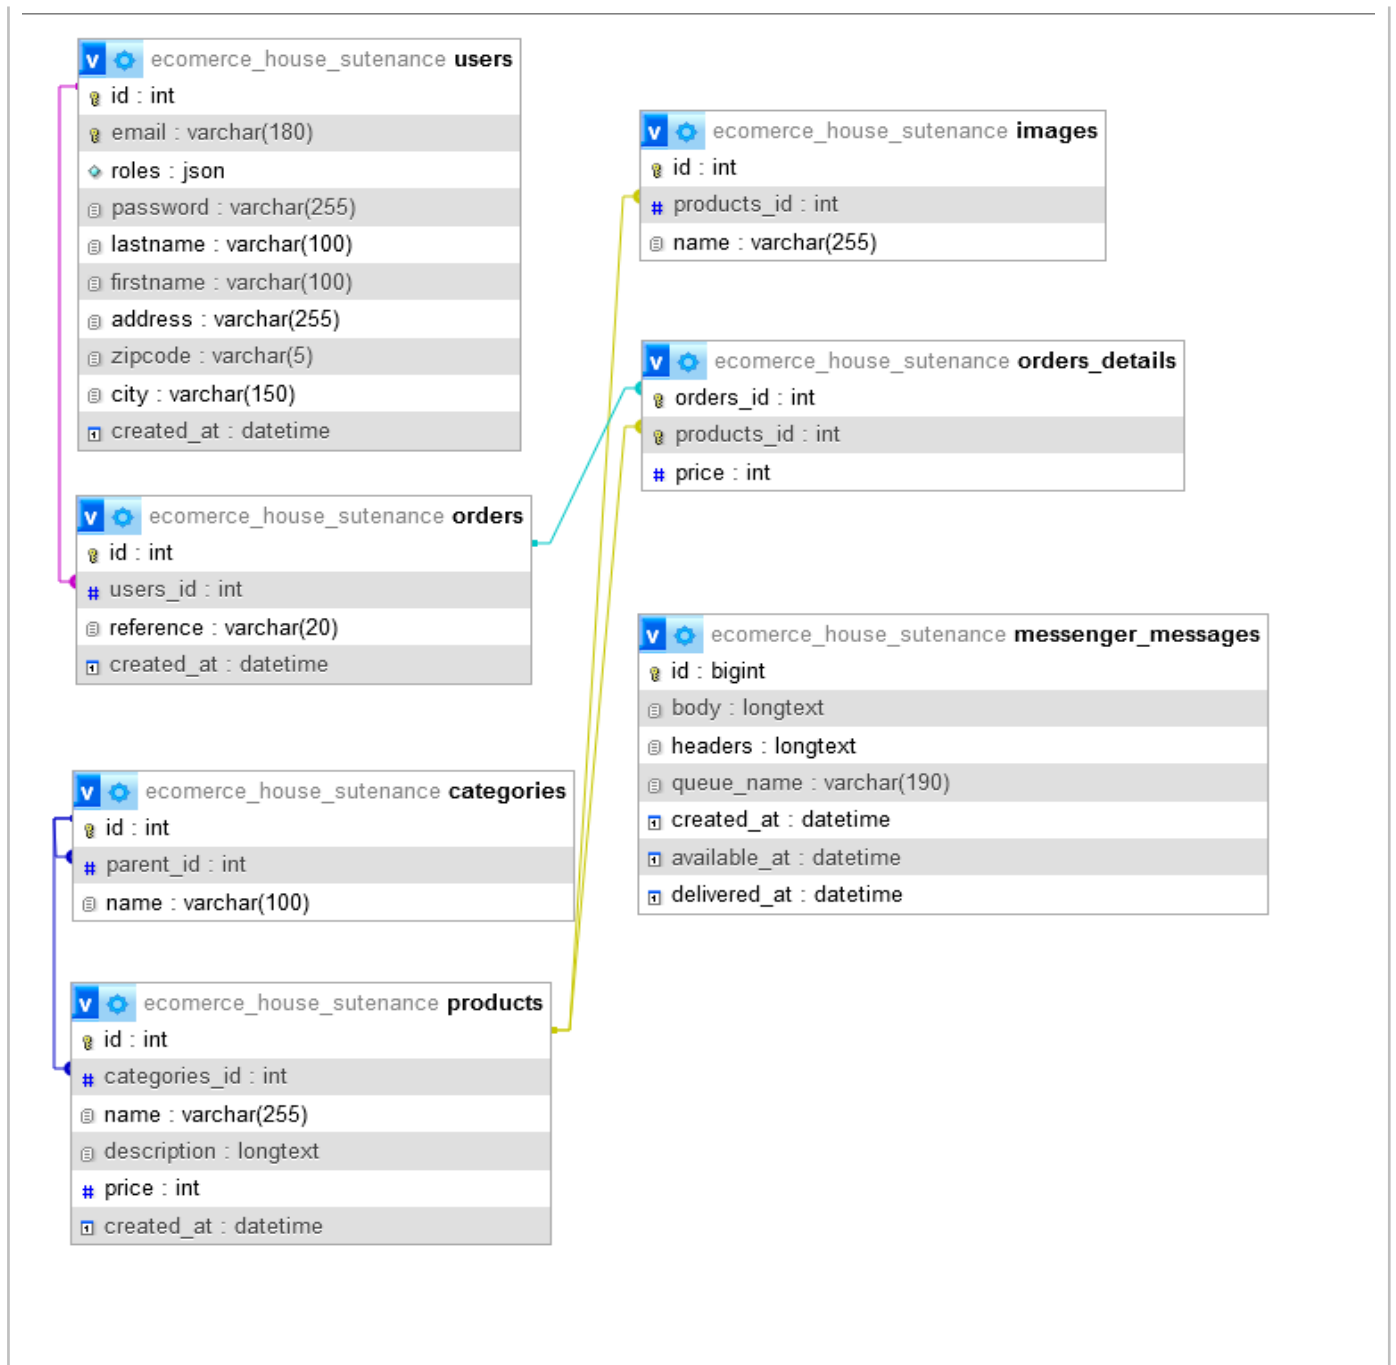 v ecomerce_house_sutenance users
id : int
email : varchar(180)
roles : json
password : varchar(255)
lastname : varchar(100)
firstname : varchar(100)
address : varchar(255)
zipcode : varchar(5)
city : varchar(150)
created_at : datetime
v ecomerce_house_sutenance orders
id : int
# users_id : int
reference : varchar(20)
created_at : datetime
v ecomerce_house_sutenance categories
id : int
# parent_id : int
name : varchar(100)
v ecomerce_house_sutenance products
id : int
# categories_id : int
name : varchar(255)
description : longtext
# price : int
created_at : datetime
v ecomerce_house_sutenance images
id : int
# products_id : int
name : varchar(255)
v ecomerce_house_sutenance orders_details
orders_id : int
products_id : int
# price : int
v ecomerce_house_sutenance messenger_messages
id : bigint
body : longtext
headers : longtext
queue_name : varchar(190)
created_at : datetime
available_at : datetime
delivered_at : datetime